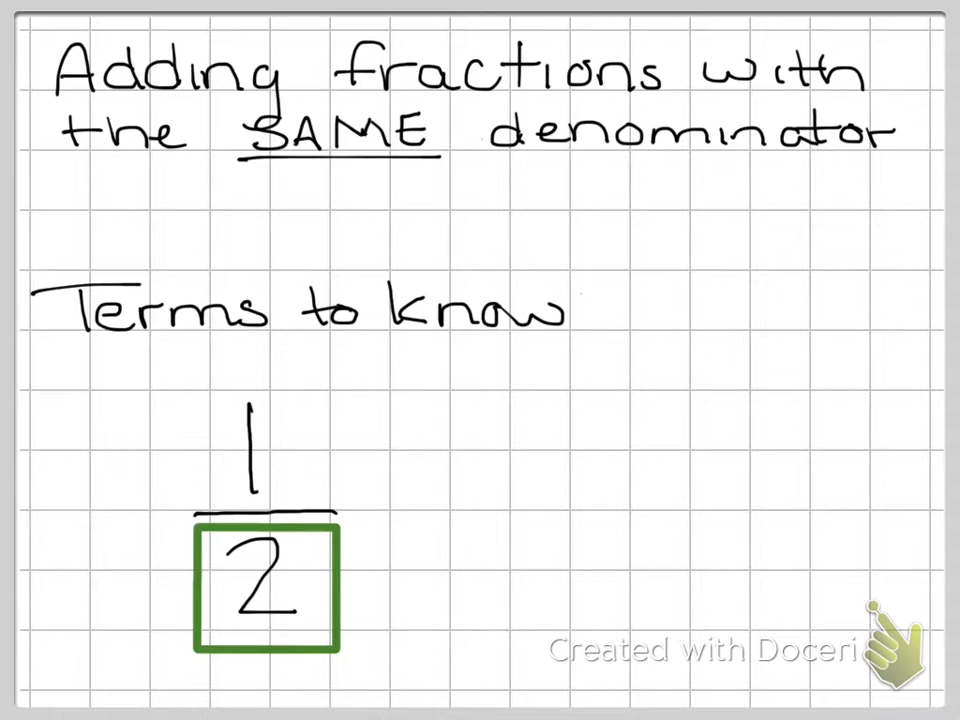 Adding fractions with
the SAME denominator
Terms to know
1
2
Created with Doceri